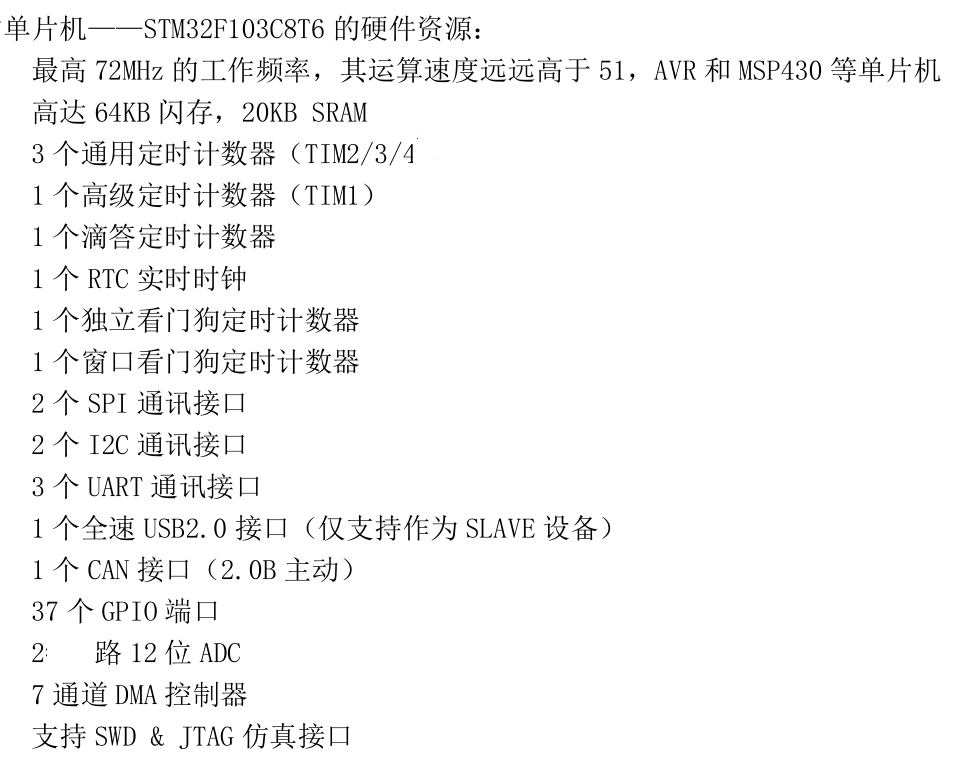 单片机——STM32F103C8T6 的硬件资源：
最高 72MHz 的工作频率，其运算速度远远高于 51，AVR 和 MSP430 等单片机
高达 64KB 闪存，20KB SRAM
3 个通用定时计数器（TIM2/3/4
1 个高级定时计数器（TIM1）
1 个滴答定时计数器
1 个 RTC 实时时钟
1 个独立看门狗定时计数器
1 个窗口看门狗定时计数器
2 个 SPI 通讯接口
2 个 I2C 通讯接口
3 个 UART 通讯接口
1 个全速 USB2.0 接口（仅支持作为 SLAVE 设备）
1 个 CAN 接口（2.0B 主动）
37 个 GPIO 端口
2 路 12 位 ADC
7 通道 DMA 控制器
支持 SWD & JTAG 仿真接口